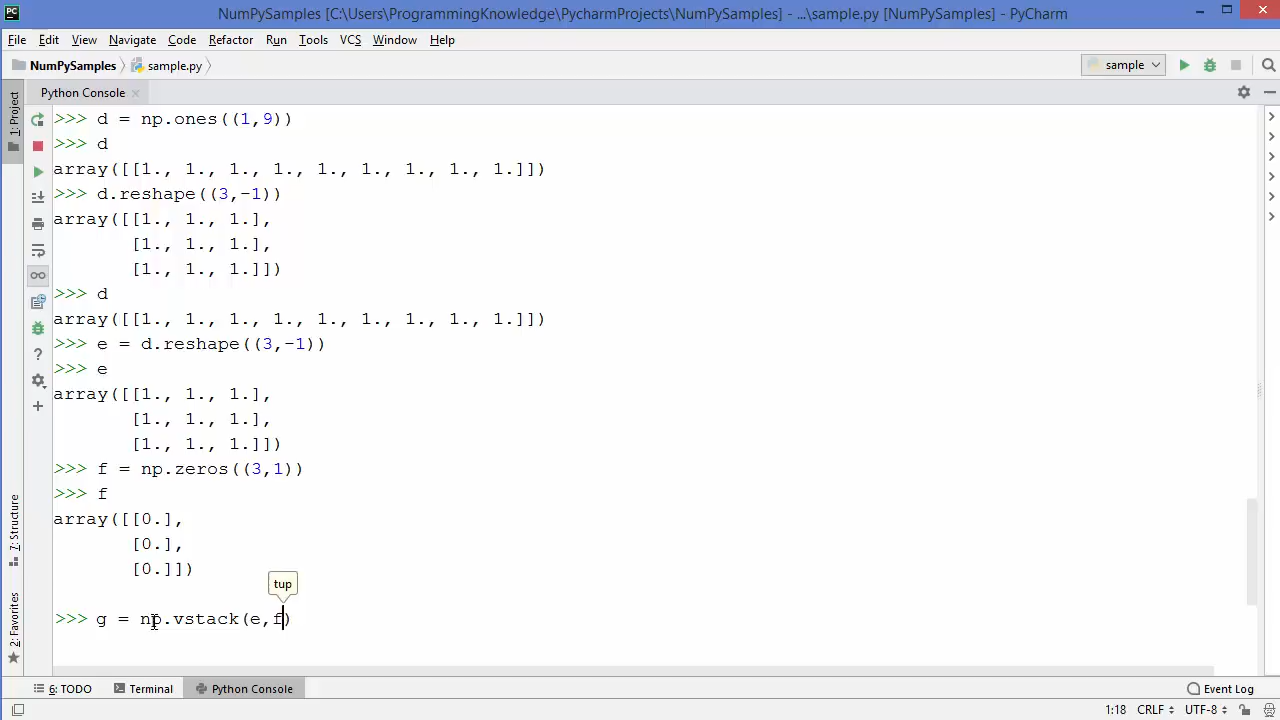 PC
NumPySamples [C:\Users\ProgrammingKnowledge\PycharmProjects\NumPySamples] - ...\sample.py [NumPySamples] - PyCharm
File Edit View Navigate Code Refactor Run Tools VCS Window Help
NumPySamples sample.py sample
1: Project
Python Console
>>> d = np.ones((1,9))
>>> d
array([[1., 1., 1., 1., 1., 1., 1., 1., 1.]])
>>> d.reshape((3,-1))
array([[1., 1., 1.],
[1., 1., 1.],
[1., 1., 1.]])
>>> d
array([[1., 1., 1., 1., 1., 1., 1., 1., 1.]])
>>> e = d.reshape((3,-1))
>>> e
array([[1., 1., 1.],
[1., 1., 1.],
[1., 1., 1.]])
>>> f = np.zeros((3,1))
>>> f
array([[0.],
[0.],
[0.]])
tup
>>> g = np.vstack(e,f)
7: Structure
2: Favorites
6: TODO Terminal Python Console Event Log
1:18 CRLF UTF-8